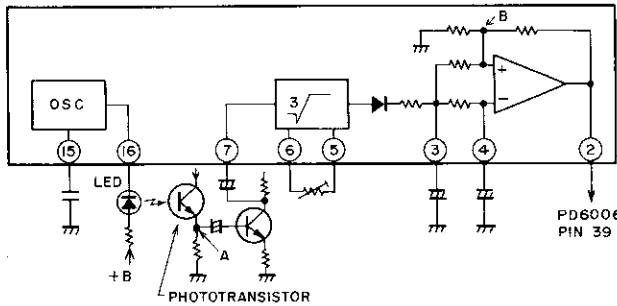 B
OSC
3√
+
−
15
16
7
6
5
3
4
2
LED
A
+B
PHOTOTRANSISTOR
PD6006
PIN 39